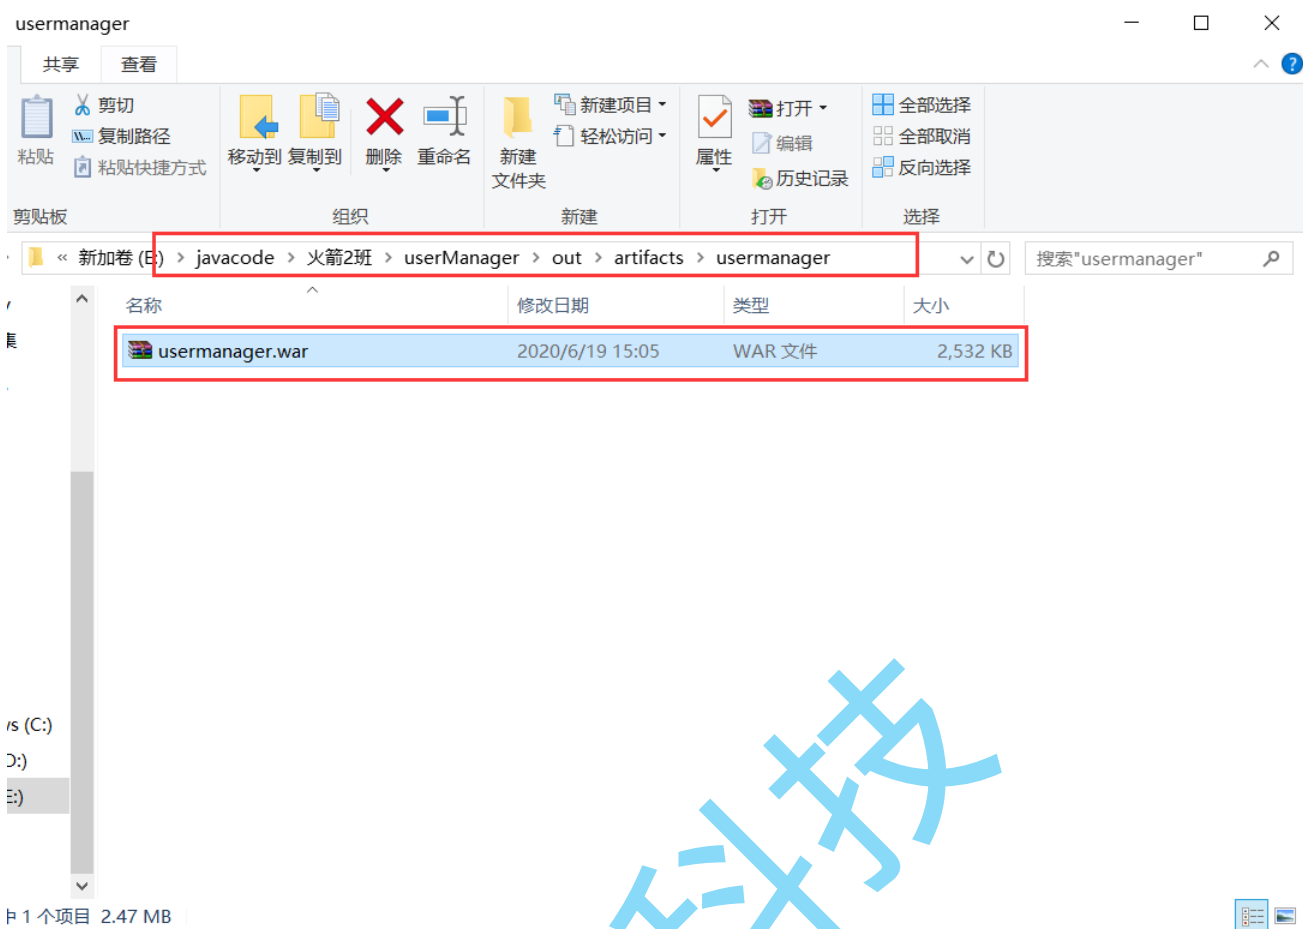 usermanager
共享 查看
剪切
复制路径
粘贴快捷方式
粘贴
移动到 复制到 删除 重命名
新建
文件夹
新建项目
轻松访问
属性
打开
编辑
历史记录
全部选择
全部取消
反向选择
剪贴板 组织 新建 打开 选择
« 新加卷 (E:) › javacode › 火箭2班 › userManager › out › artifacts › usermanager
搜索"usermanager"
名称 修改日期 类型 大小
usermanager.war 2020/6/19 15:05 WAR 文件 2,532 KB
集
(C:)
D:)
E:)
中 1 个项目 2.47 MB
科技